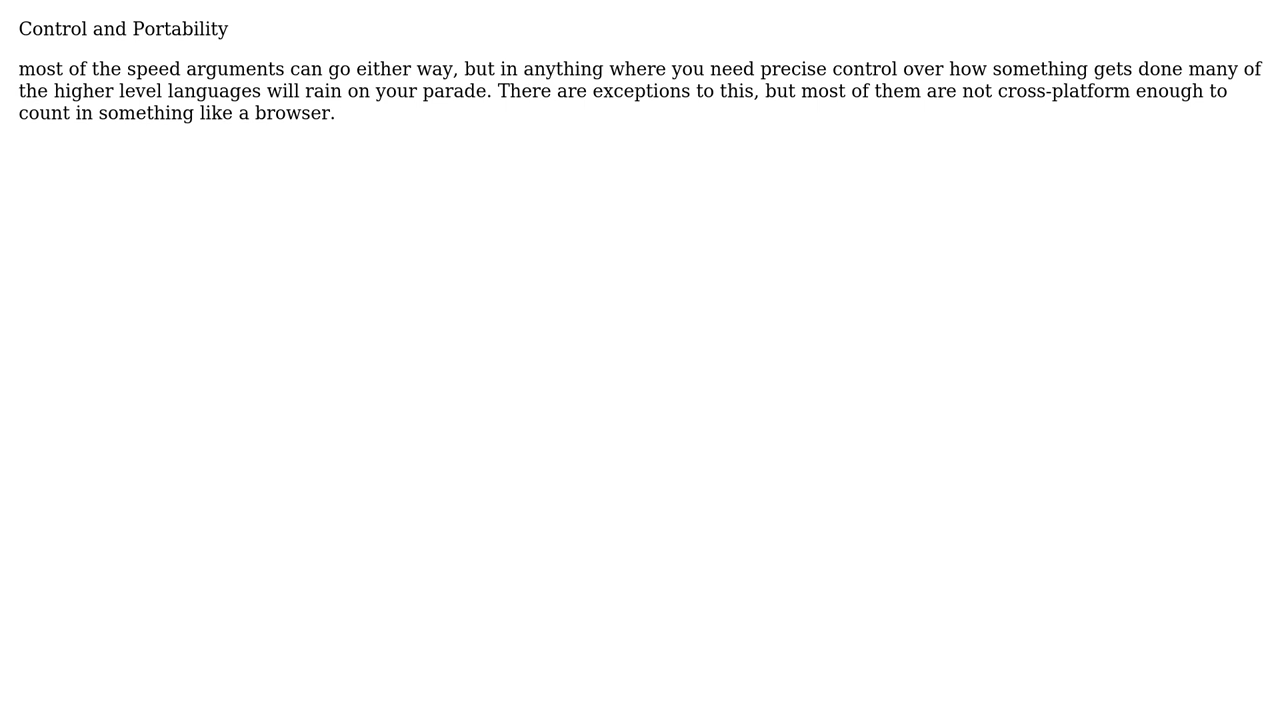 Control and Portability
most of the speed arguments can go either way, but in anything where you need precise control over how something gets done many of
the higher level languages will rain on your parade. There are exceptions to this, but most of them are not cross-platform enough to
count in something like a browser.